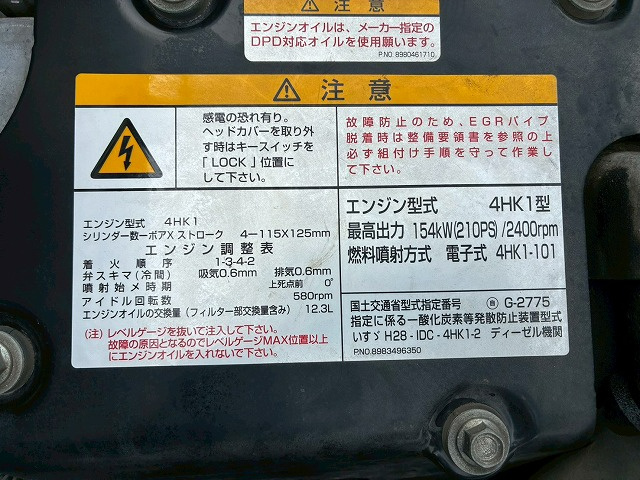 ⚠ 注意
エンジンオイルは、メーカー指定の
DPD対応オイルを使用願います。
P.NO. 8980461710
⚠ 注意
感電の恐れ有り。
ヘッドカバーを取り外
す時はキースイッチを
「LOCK」位置に
して下さい。
故障防止のため、EGRパイプ
脱着時は整備要領書を参照の上
必ず組付け手順を守って作業し
て下さい。
エンジン型式 4HK1
シリンダー数ーボアXストローク 4ー115X125mm
エンジン調整表
着火順序 1-3-4-2
弁スキマ(冷間) 吸気0.6mm 排気0.6mm
噴射始メ時期 上死点前 0°
アイドル回転数 580rpm
エンジンオイルの交換量(フィルター部交換量含み) 12.3L
(注)レベルゲージを抜いて注入して下さい。
故障の原因となるのでレベルゲージMAX位置以上
にエンジンオイルを入れないで下さい。
エンジン型式 4HK1型
最高出力 154kW(210PS)/2400rpm
燃料噴射方式 電子式 4HK1-101
国土交通省型式指定番号 自 G-2775
指定に係る一酸化炭素等発散防止装置型式
いすゞ H28-IDC-4HK1-2 ディーゼル機関
P.NO.8983496350